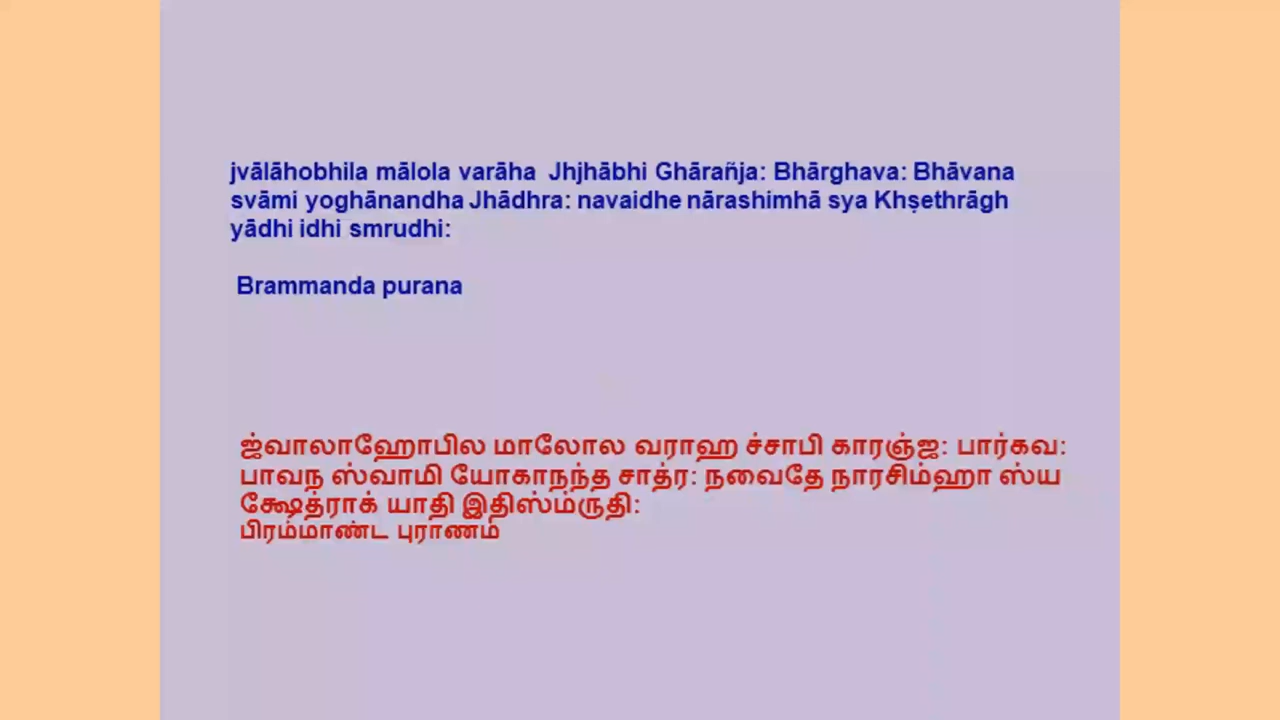 jvālāhobhila mālola varāha Jhjhābhi Ghārañja: Bhārghava: Bhāvana
svāmi yoghānandha Jhādhra: navaidhe nārashimhā sya Khṣethrāgh
yādhi idhi smrudhi:
Brammanda purana
ஜ்வாலாஹோபில மாலோல வராஹ ச்சாபி காரஞ்ஜ: பார்கவ:
பாவந ஸ்வாமி யோகாநந்த சாத்ர: நவைதே நாரசிம்ஹா ஸ்ய
க்ஷேத்ராக் யாதி இதிஸ்ம்ருதி:
பிரம்மாண்ட புராணம்